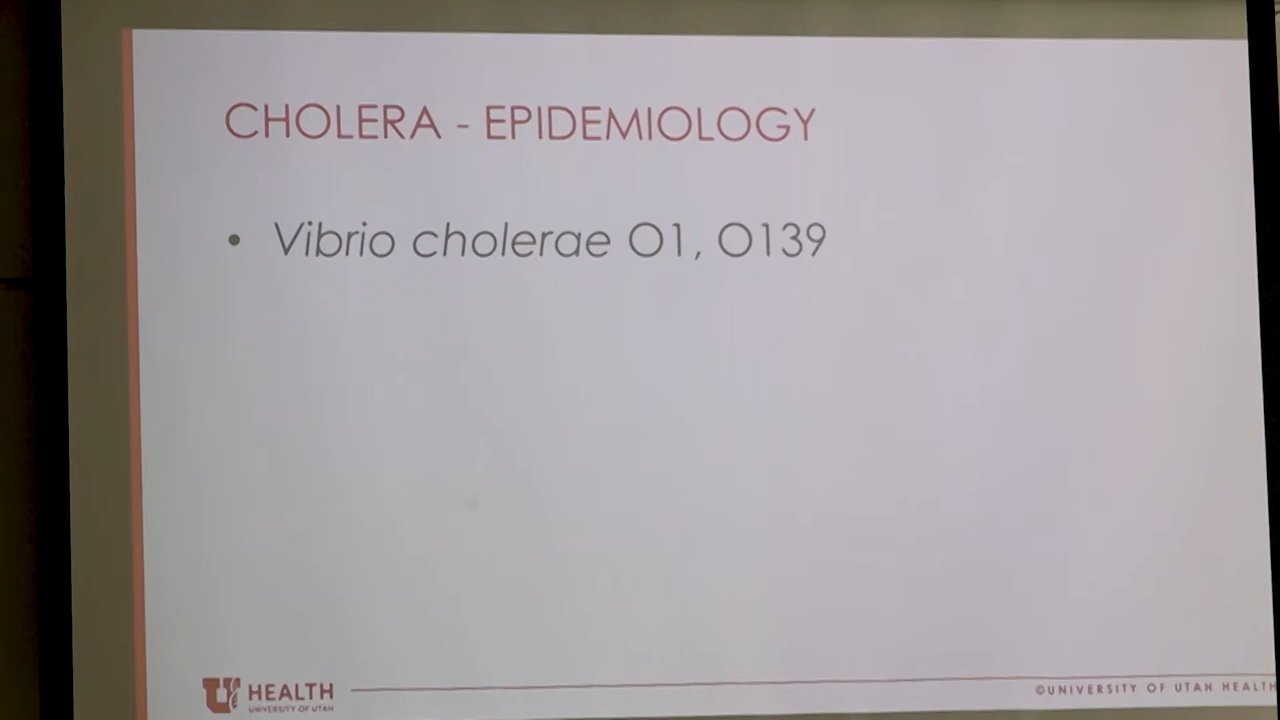 CHOLERA - EPIDEMIOLOGY
• Vibrio cholerae O1, O139
U HEALTH
UNIVERSITY OF UTAH
©UNIVERSITY OF UTAH HEALTH